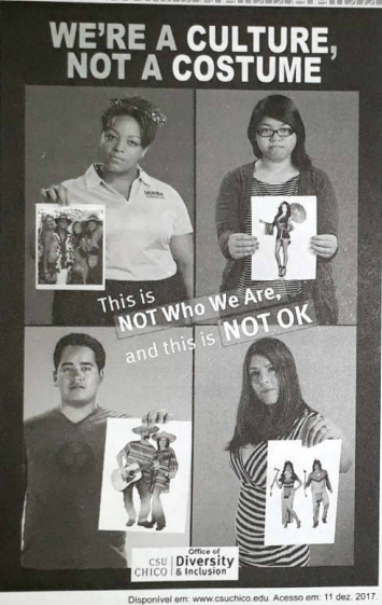 WE'RE A CULTURE,
NOT A COSTUME
This is
NOT Who We Are,
and this is NOT OK
Office of
CSU Diversity
CHICO & Inclusion
Disponível em: www.csuchico.edu. Acesso em: 11 dez. 2017.